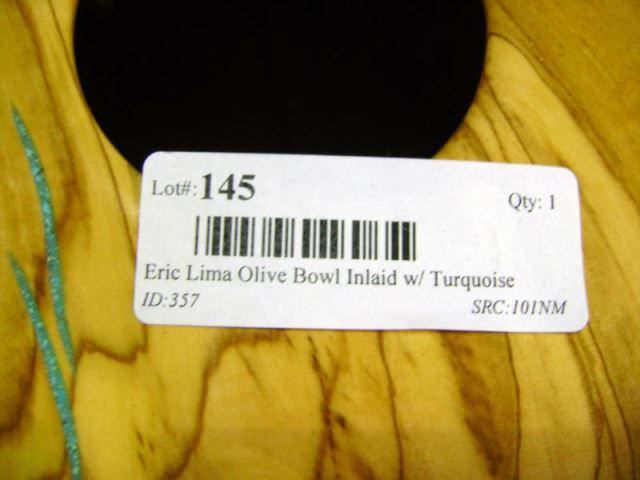 Lot#: 145 Qty: 1
Eric Lima Olive Bowl Inlaid w/ Turquoise
ID:357 SRC:101NM